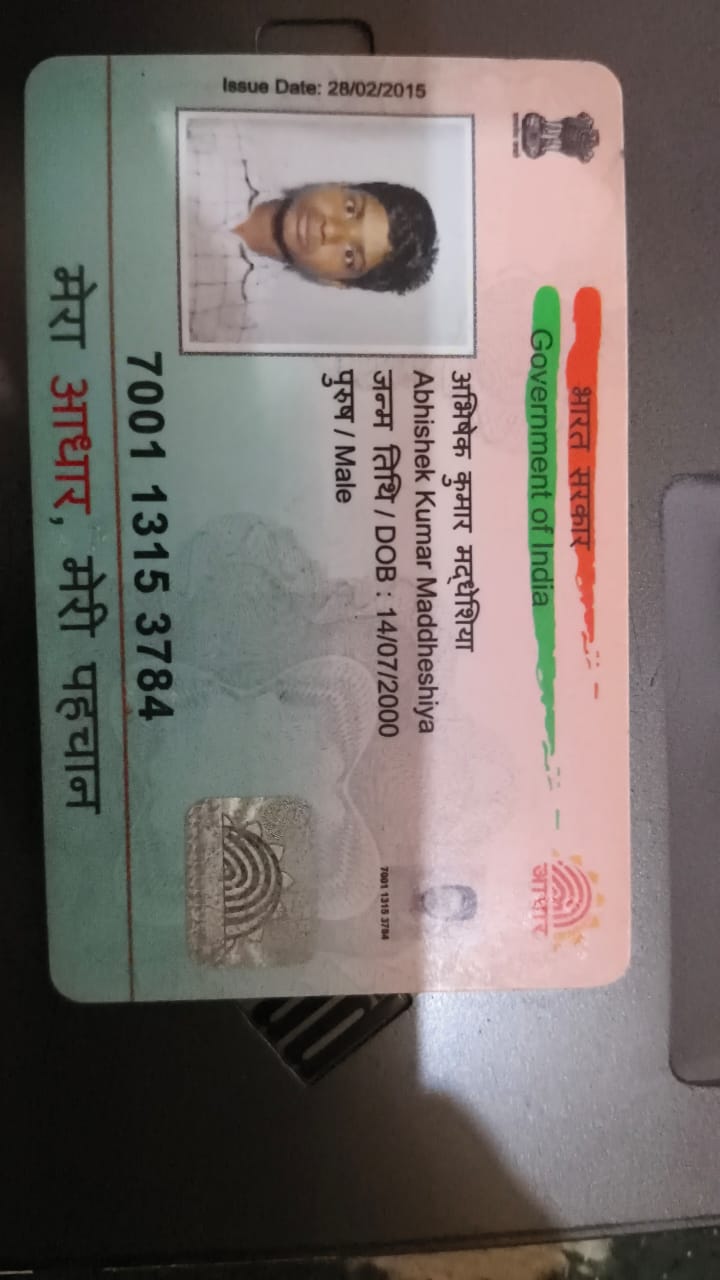 भारत सरकार
Government of India
आधार
Issue Date: 28/02/2015
अभिषेक कुमार मद्धेशिया
Abhishek Kumar Maddheshiya
जन्म तिथि / DOB : 14/07/2000
पुरुष / Male
7001 1315 3784
7001 1315 3784
मेरा आधार, मेरी पहचान